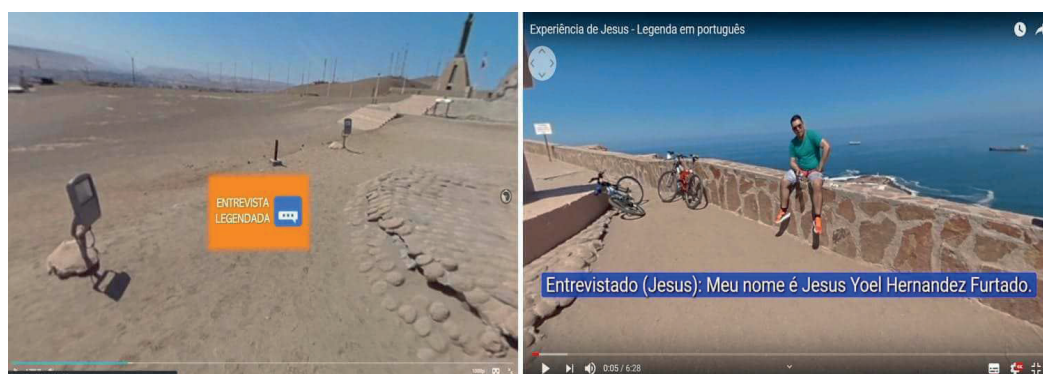 ENTREVISTA
LEGENDADA
Experiência de Jesus - Legenda em português
Entrevistado (Jesus): Meu nome é Jesus Yoel Hernandez Furtado.
0:05 / 6:28